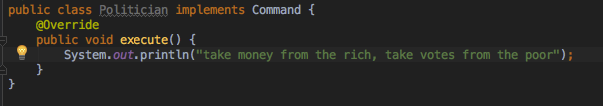 public class Politician implements Command {
@Override
public void execute() {
System.out.println("take money from the rich, take votes from the poor");
}
}